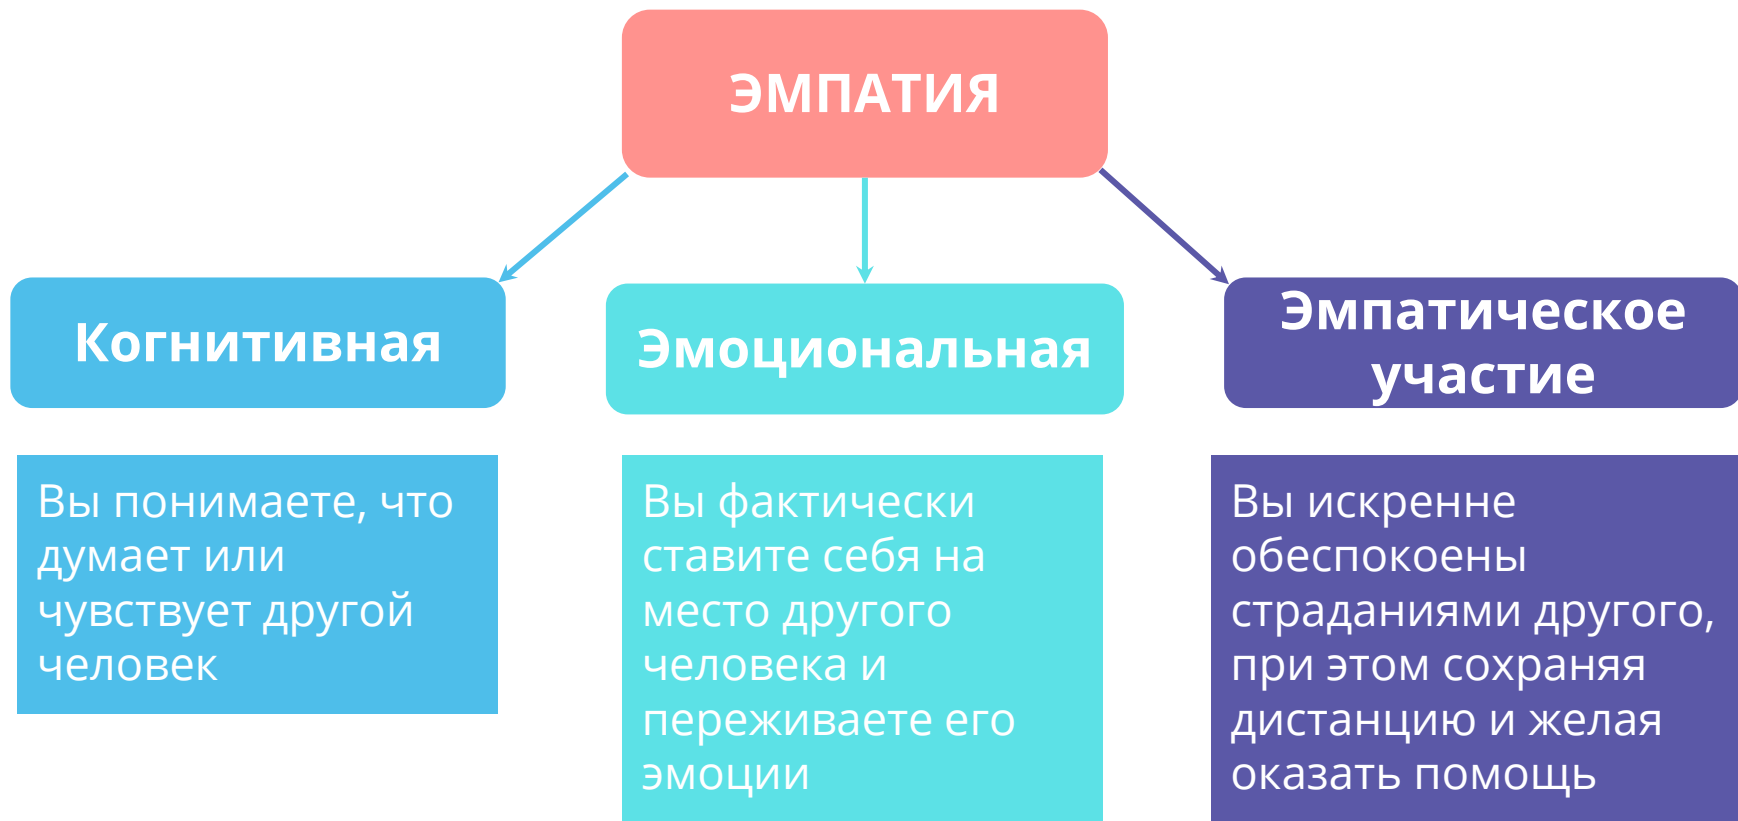 ЭМПАТИЯ
Когнитивная
Эмоциональная
Эмпатическое
участие
Вы понимаете, что
думает или
чувствует другой
человек
Вы фактически
ставите себя на
место другого
человека и
переживаете его
эмоции
Вы искренне
обеспокоены
страданиями другого,
при этом сохраняя
дистанцию и желая
оказать помощь